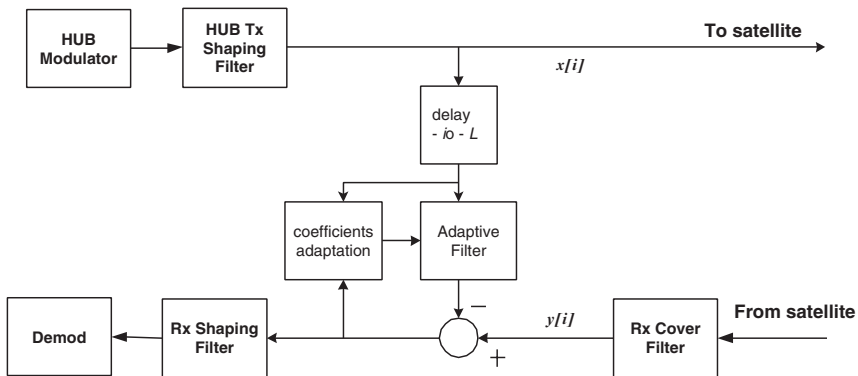 HUB
Modulator
HUB Tx
Shaping
Filter
To satellite
x[i]
delay
- io - L
coefficients
adaptation
Adaptive
Filter
Demod
Rx Shaping
Filter
−
+
y[i]
Rx Cover
Filter
From satellite